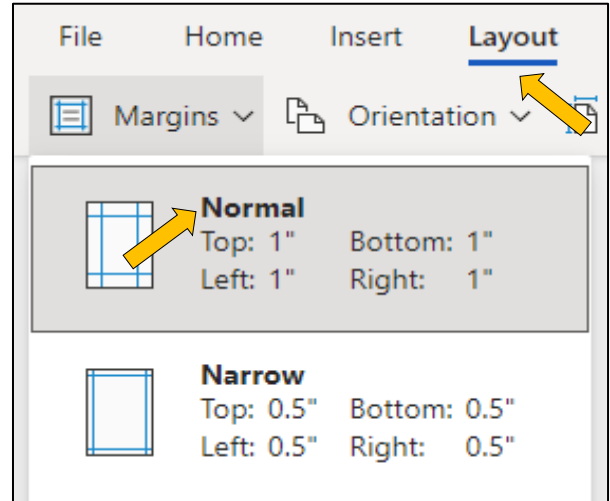 File Home Insert Layout
Margins Orientation
Normal
Top: 1" Bottom: 1"
Left: 1" Right: 1"
Narrow
Top: 0.5" Bottom: 0.5"
Left: 0.5" Right: 0.5"